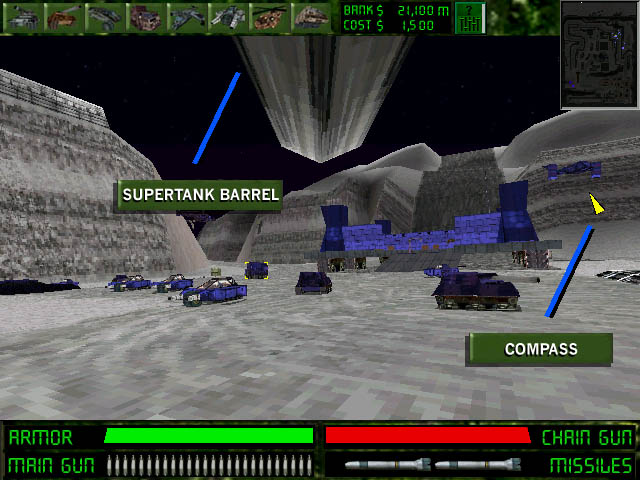 BANK $ 21,100 M
COST $ 1,500
?
SUPERTANK BARREL
COMPASS
ARMOR
CHAIN GUN
MAIN GUN
MISSILES